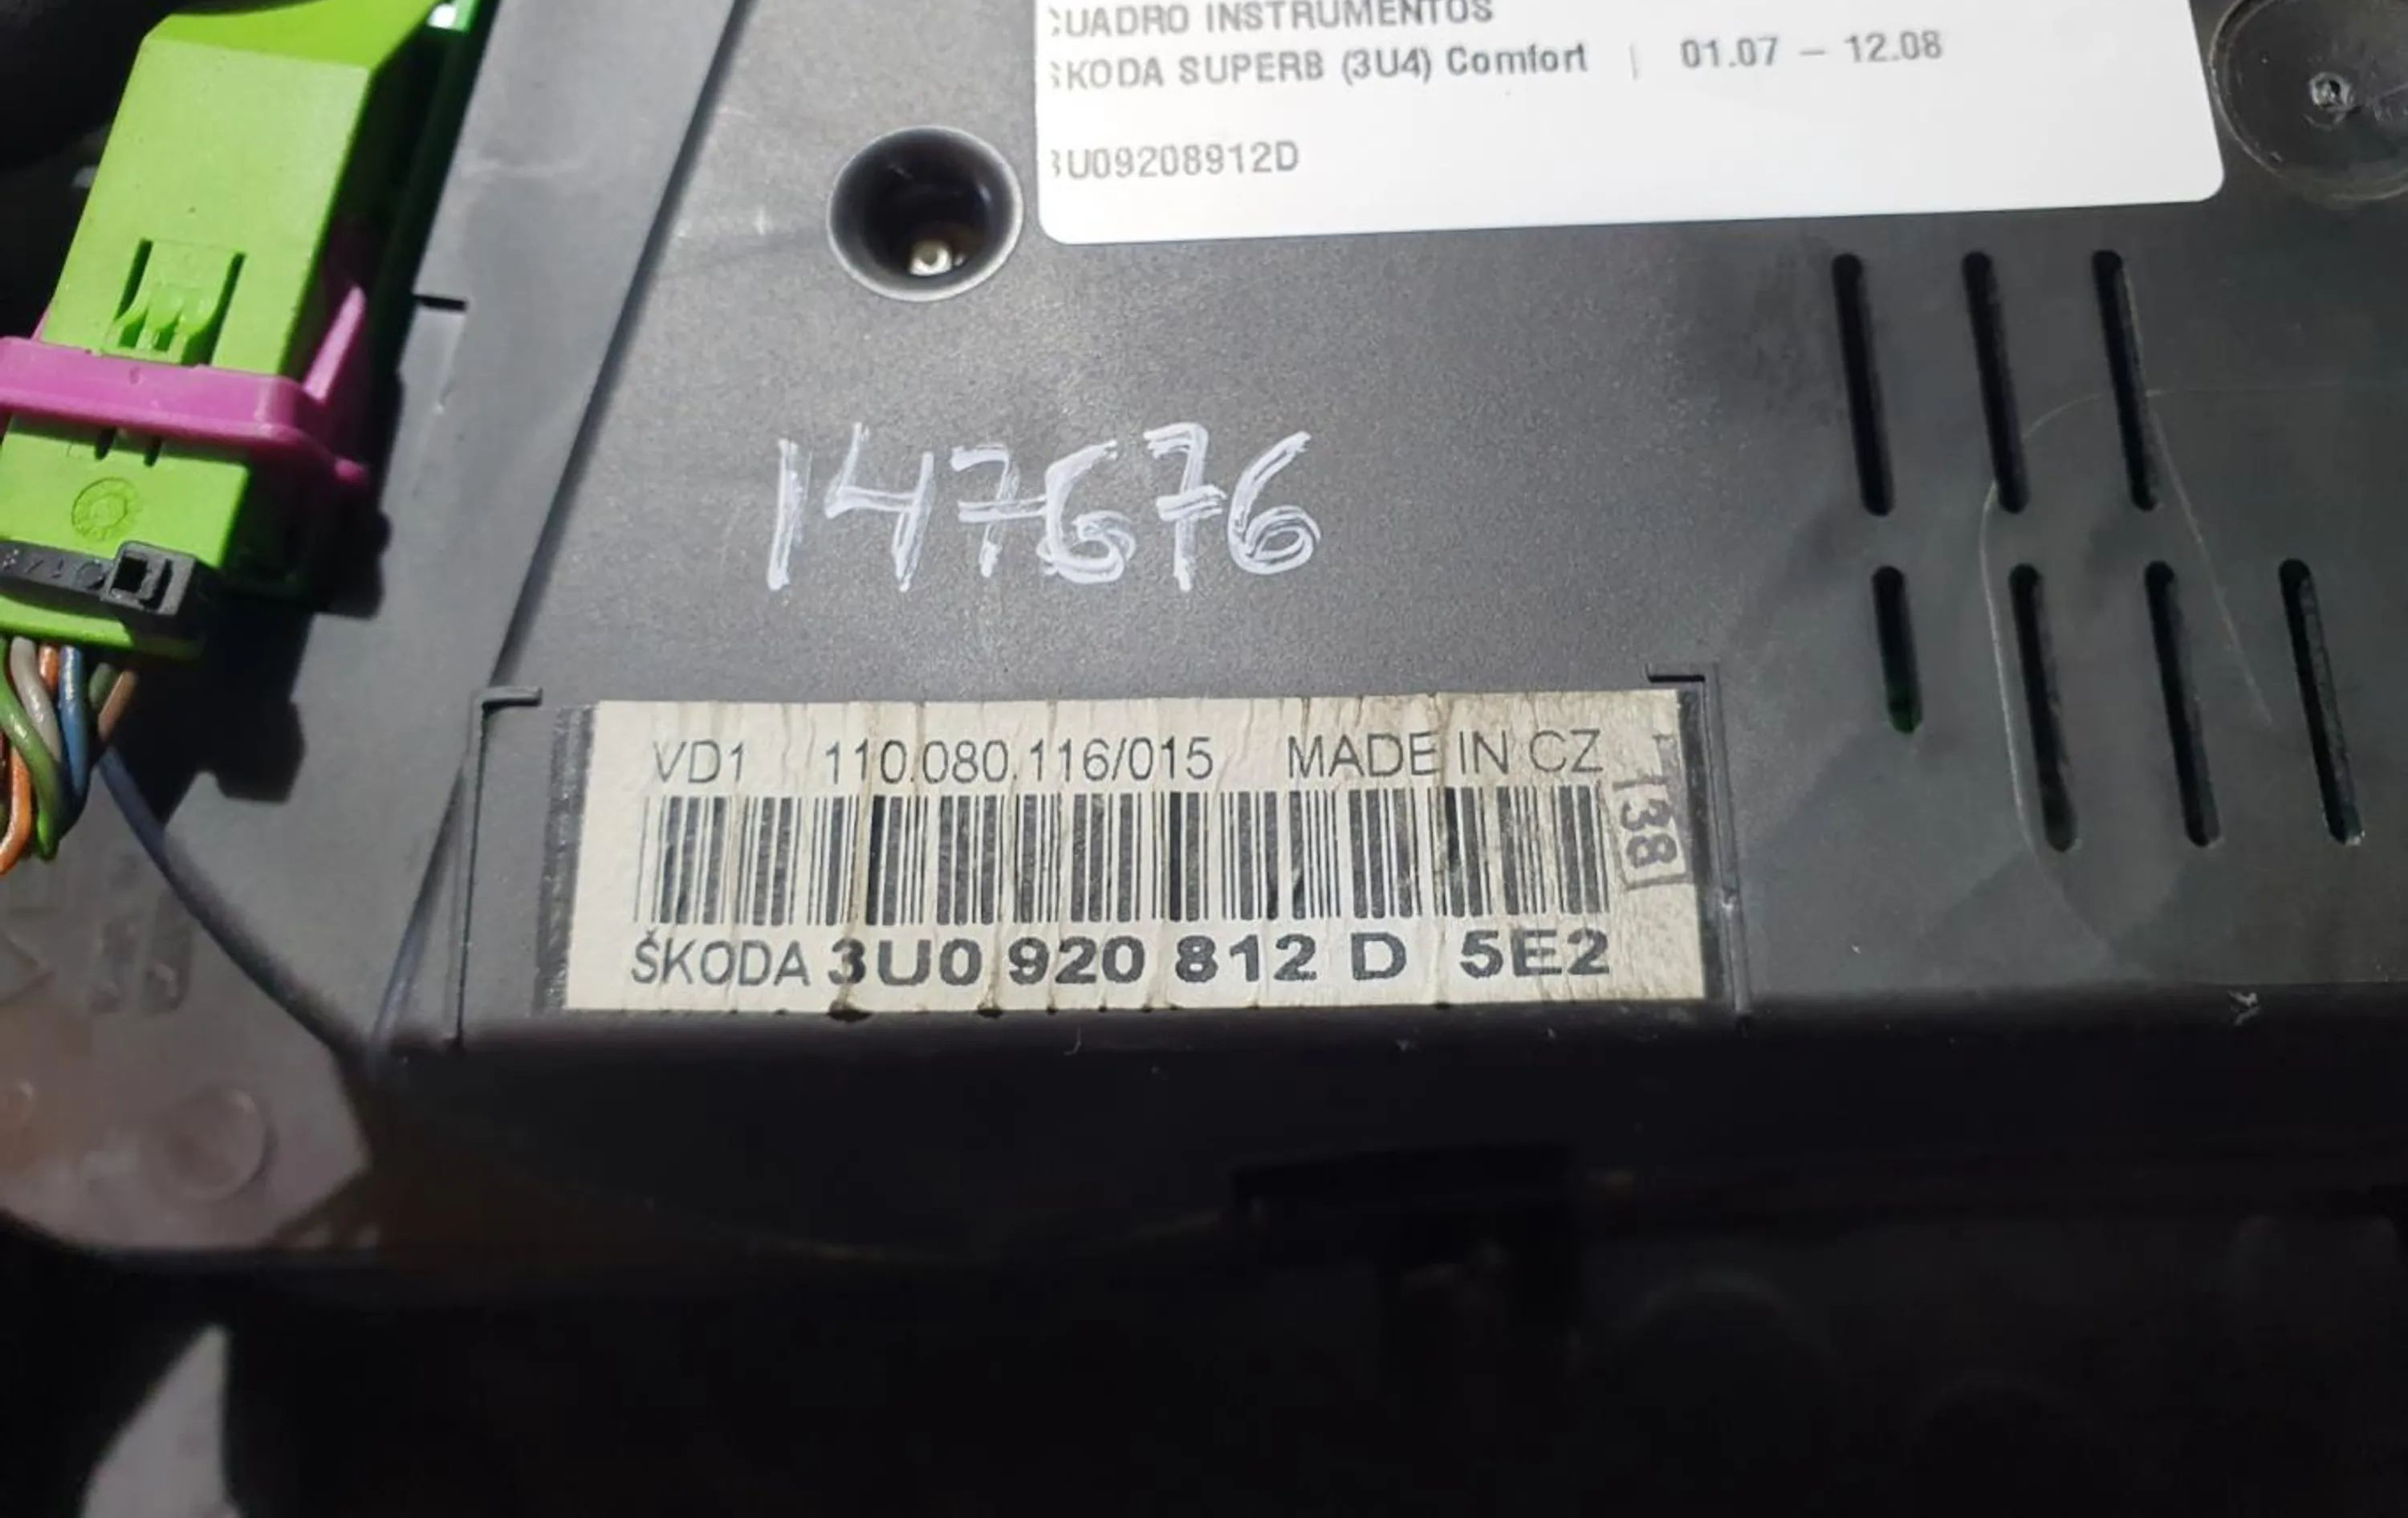 CUADRO INSTRUMENTOS
SKODA SUPERB (3U4) Comfort | 01.07 – 12.08
3U09208912D
147676
VD1 110.080.116/015 MADE IN CZ
138
ŠKODA 3U0 920 812 D 5E2